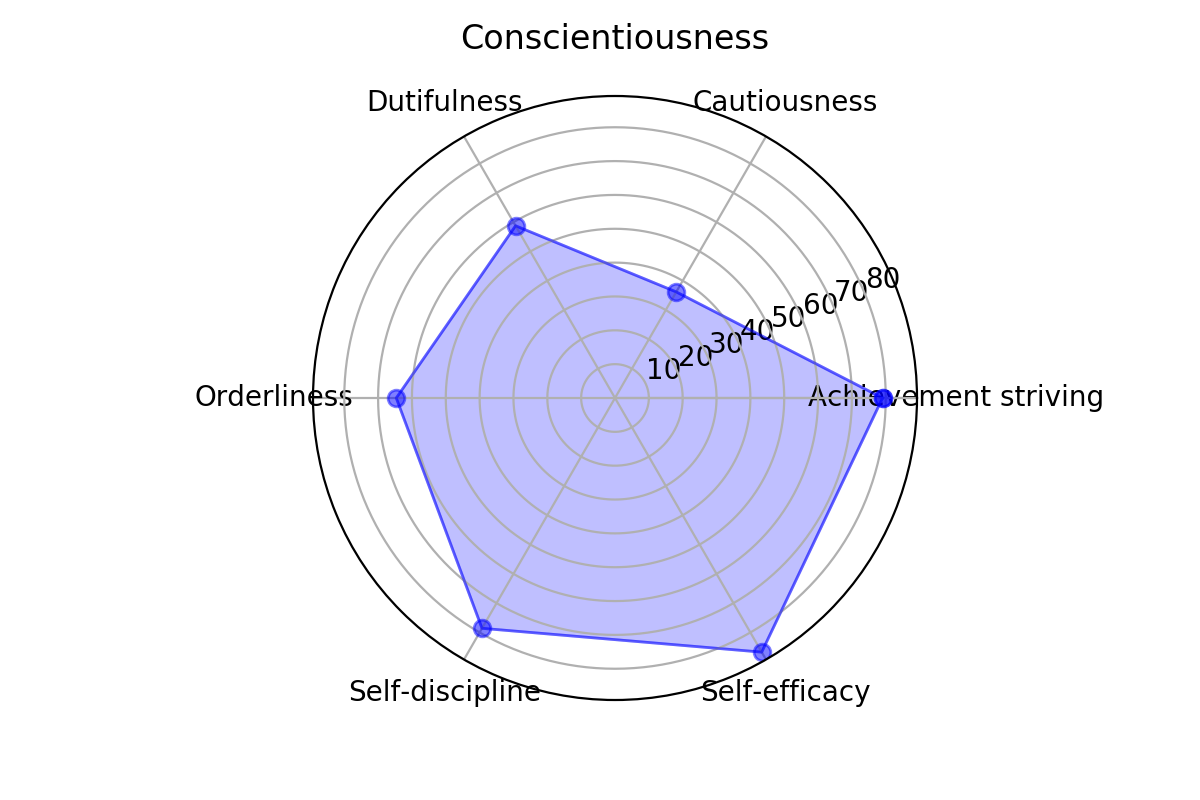 Conscientiousness
Dutifulness
Cautiousness
80
70
60
50
40
30
20
10
Orderliness
Achievement striving
Self-discipline
Self-efficacy